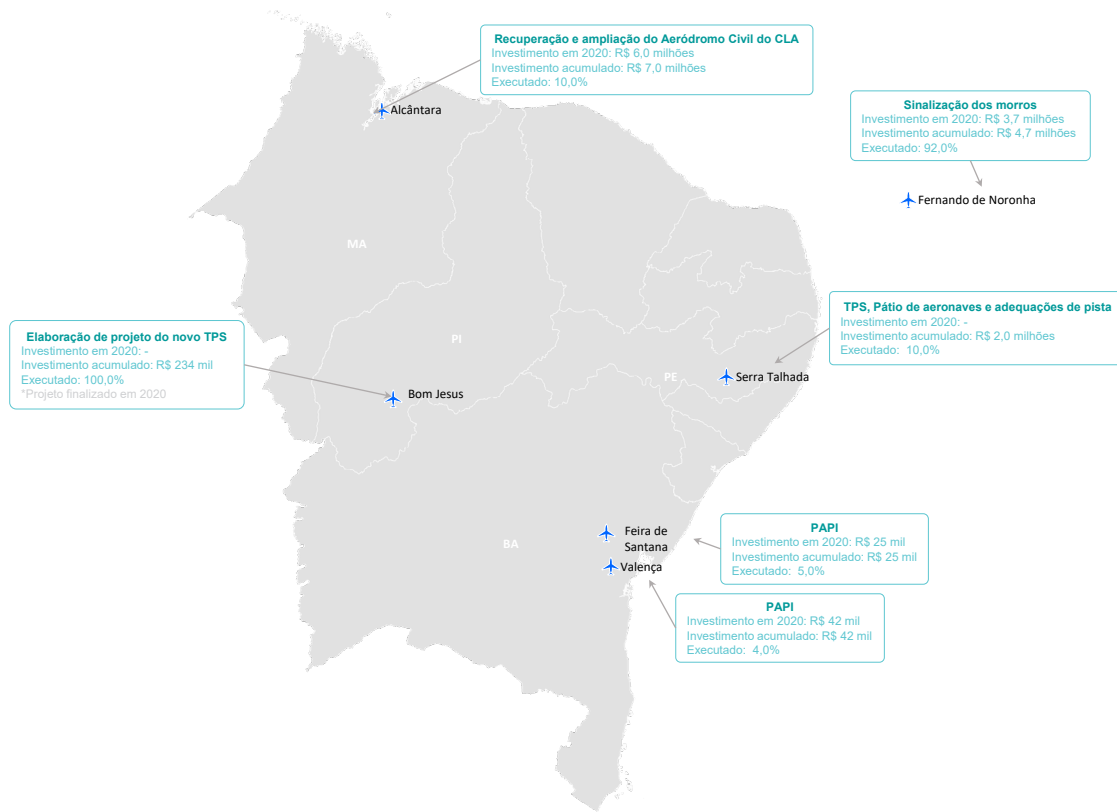 Recuperação e ampliação do Aeródromo Civil do CLA
Investimento em 2020: R$ 6,0 milhões
Investimento acumulado: R$ 7,0 milhões
Executado: 10,0%
Alcântara
Sinalização dos morros
Investimento em 2020: R$ 3,7 milhões
Investimento acumulado: R$ 4,7 milhões
Executado: 92,0%
Fernando de Noronha
MA
TPS, Pátio de aeronaves e adequações de pista
Investimento em 2020: -
Investimento acumulado: R$ 2,0 milhões
Executado: 10,0%
Elaboração de projeto do novo TPS
Investimento em 2020: -
Investimento acumulado: R$ 234 mil
Executado: 100,0%
*Projeto finalizado em 2020
PI
PE
Serra Talhada
Bom Jesus
BA
Feira de
Santana
Valença
PAPI
Investimento em 2020: R$ 25 mil
Investimento acumulado: R$ 25 mil
Executado: 5,0%
PAPI
Investimento em 2020: R$ 42 mil
Investimento acumulado: R$ 42 mil
Executado: 4,0%